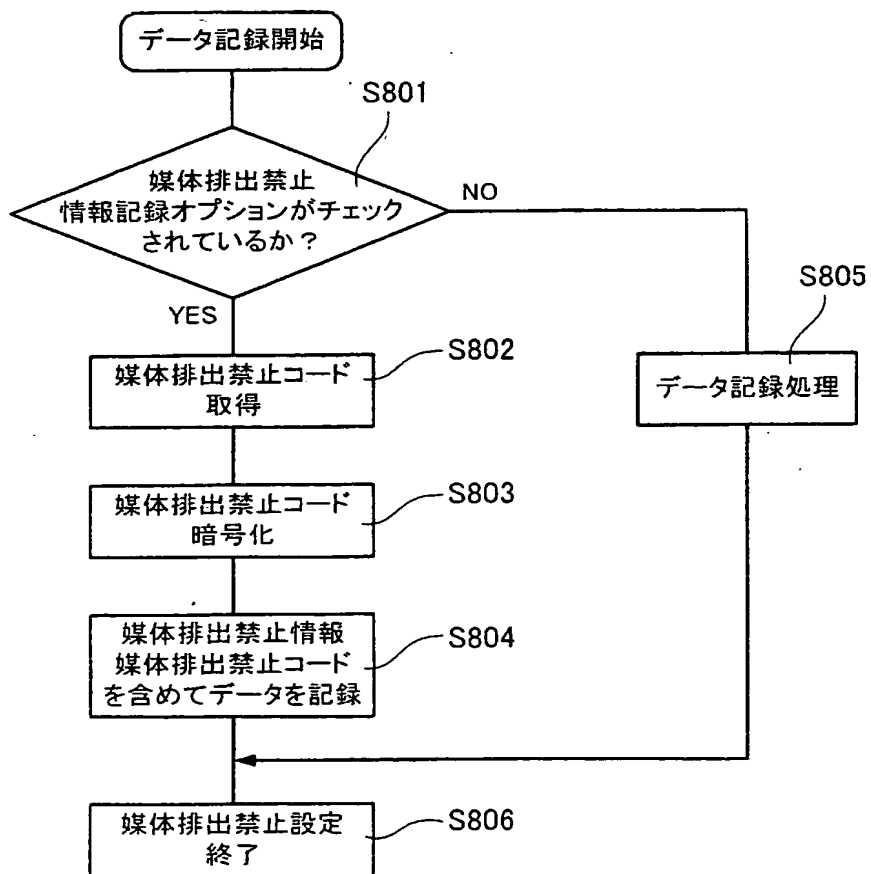 データ記録開始
S801
媒体排出禁止
情報記録オプションがチェック
されているか？
NO
YES
S802
媒体排出禁止コード
取得
S805
データ記録処理
S803
媒体排出禁止コード
暗号化
S804
媒体排出禁止情報
媒体排出禁止コード
を含めてデータを記録
S806
媒体排出禁止設定
終了